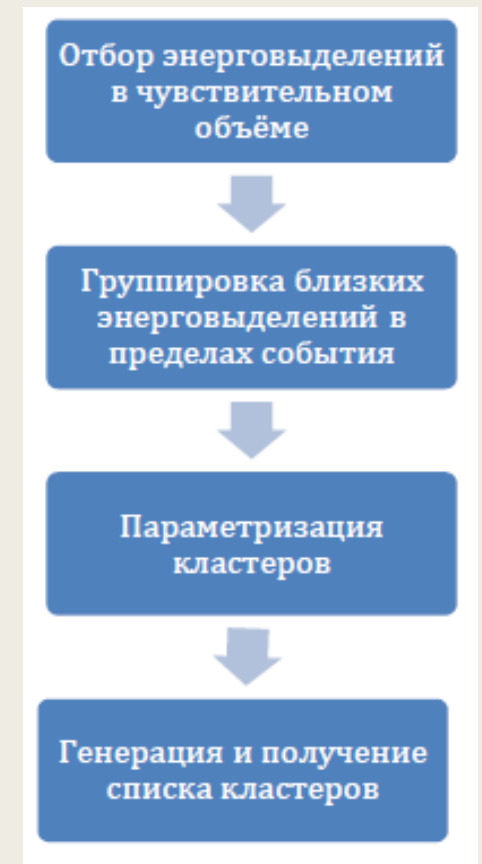 Отбор энерговыделений
в чувствительном
объёме
Группировка близких
энерговыделений в
пределах события
Параметризация
кластеров
Генерация и получение
списка кластеров